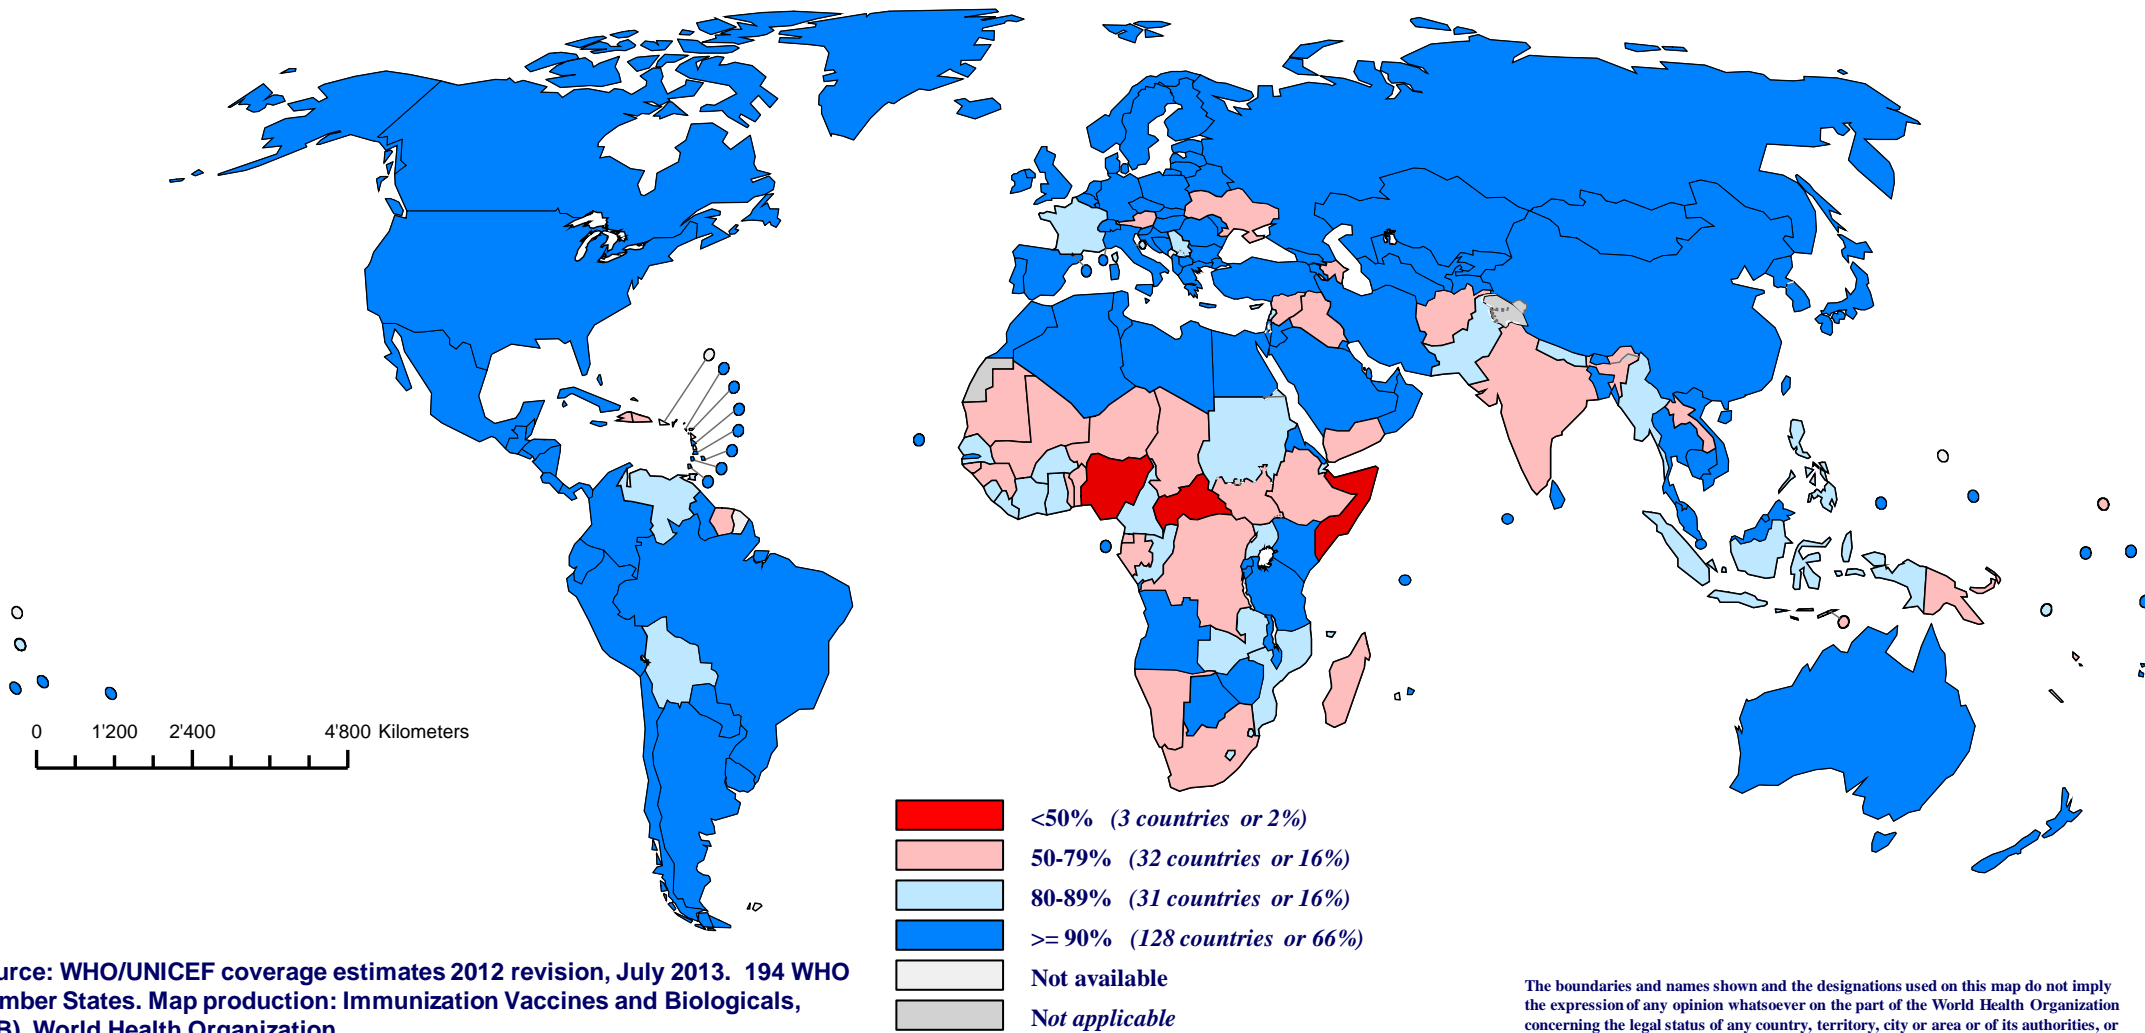 0 1'200 2'400 4'800 Kilometers
<50% (3 countries or 2%)
50-79% (32 countries or 16%)
80-89% (31 countries or 16%)
>= 90% (128 countries or 66%)
Not available
Not applicable
urce: WHO/UNICEF coverage estimates 2012 revision, July 2013. 194 WHO
mber States. Map production: Immunization Vaccines and Biologicals,
B). World Health Organization
The boundaries and names shown and the designations used on this map do not imply
the expression of any opinion whatsoever on the part of the World Health Organization
concerning the legal status of any country, territory, city or area or of its authorities, or